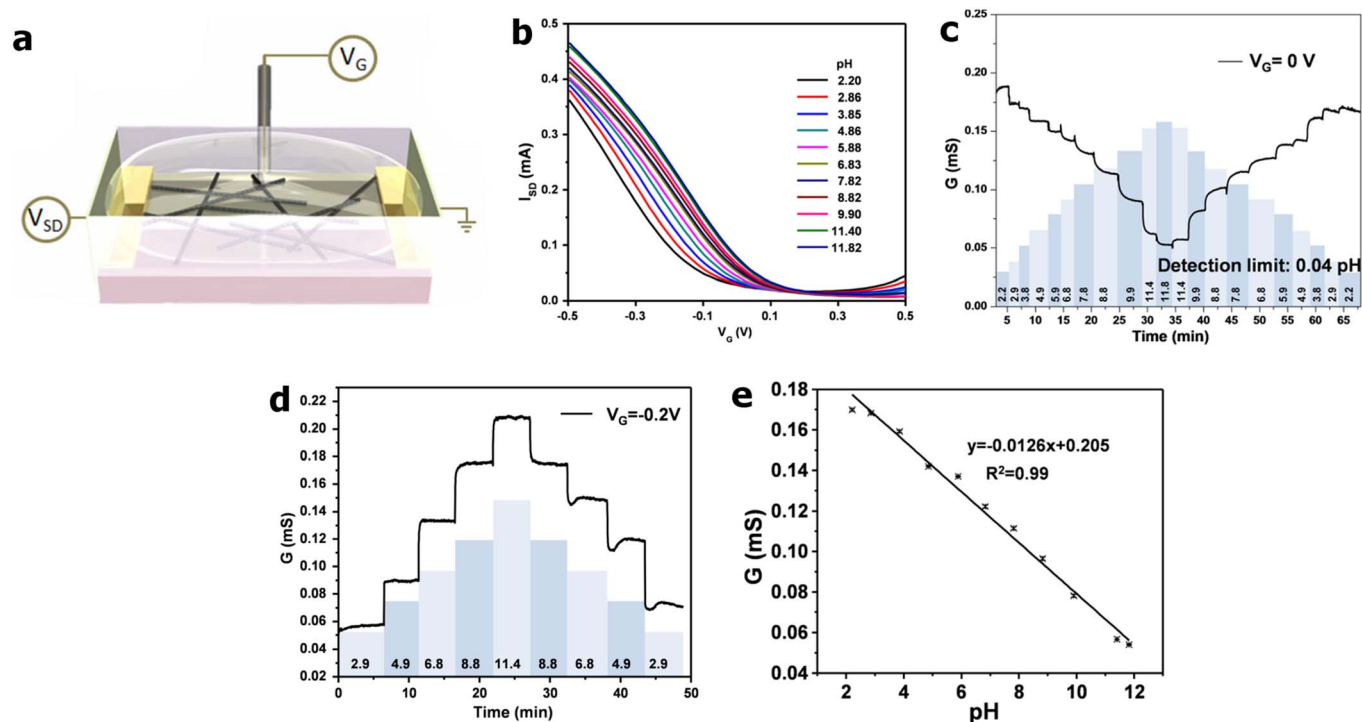 a
V_G
V_SD
b
I_SD (mA)
0.5
0.4
0.3
0.2
0.1
0.0
-0.5
-0.3
-0.1
0.1
0.3
0.5
V_G (V)
pH
2.20
2.86
3.85
4.86
5.88
6.83
7.82
8.82
9.90
11.40
11.82
c
V_G= 0 V
G (mS)
0.25
0.20
0.15
0.10
0.05
0.00
Detection limit: 0.04 pH
2.2 2.9 3.8 4.9 5.9 6.8 7.8 8.8 9.9 11.4 11.8 11.4 9.9 8.8 7.8 6.8 5.9 4.9 3.8 2.9 2.2
5 10 15 20 25 30 35 40 45 50 55 60 65
Time (min)
d
V_G=-0.2V
G (mS)
0.22
0.20
0.18
0.16
0.14
0.12
0.10
0.08
0.06
0.04
0.02
2.9 4.9 6.8 8.8 11.4 8.8 6.8 4.9 2.9
0 10 20 30 40 50
Time (min)
e
G (mS)
0.18
0.16
0.14
0.12
0.10
0.08
0.06
0.04
y=-0.0126x+0.205
R²=0.99
2 4 6 8 10 12
pH